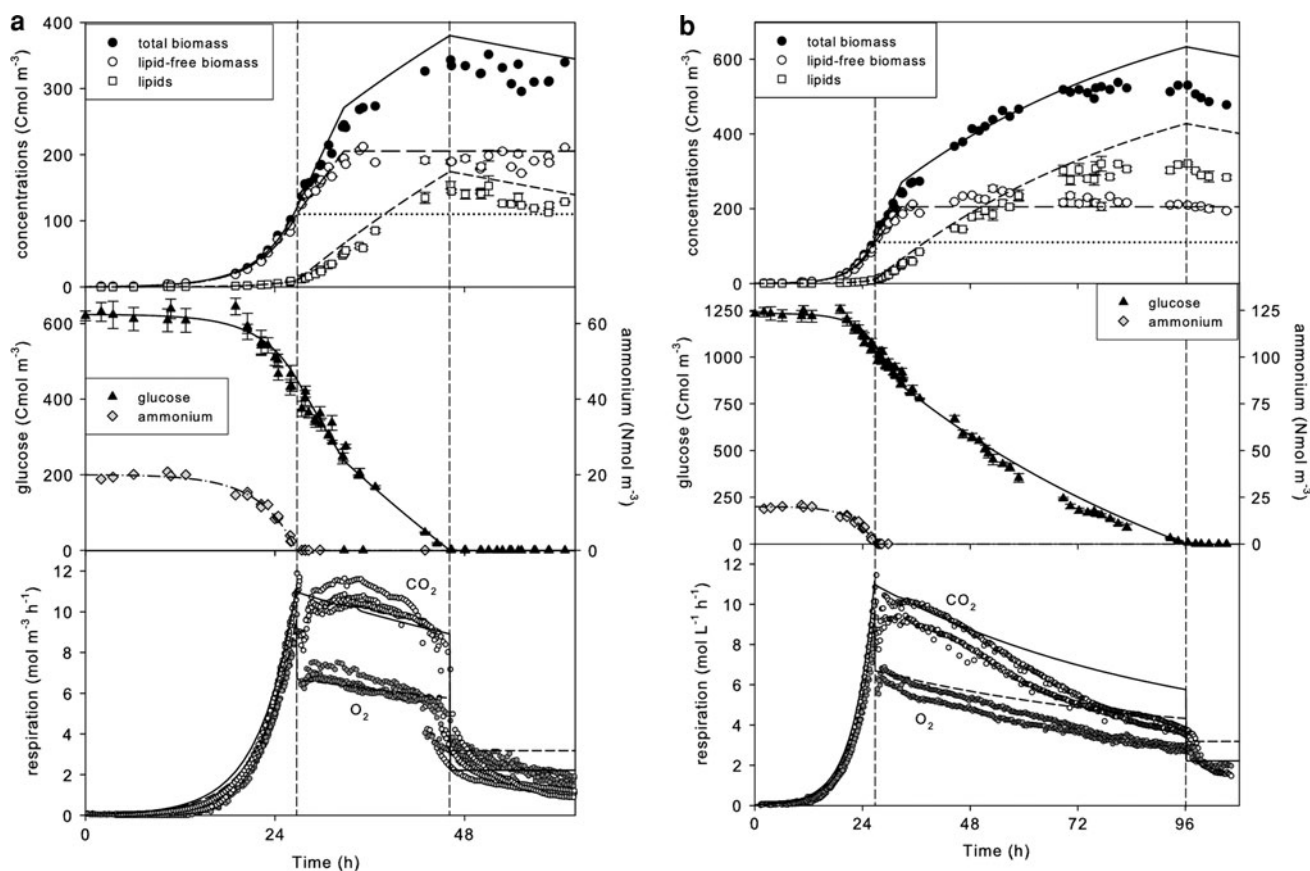 a
400
300
200
100
0
concentrations (Cmol m-3)
● total biomass
○ lipid-free biomass
□ lipids
600
400
200
0
glucose (Cmol m-3)
60
40
20
0
ammonium (Nmol m-3)
▲ glucose
◇ ammonium
12
10
8
6
4
2
0
respiration (mol m-3 h-1)
CO2
O2
0
24
48
Time (h)
b
600
400
200
0
concentrations (Cmol m-3)
● total biomass
○ lipid-free biomass
□ lipids
1250
1000
750
500
250
0
glucose (Cmol m-3)
125
100
75
50
25
0
ammonium (Nmol m-3)
▲ glucose
◇ ammonium
12
10
8
6
4
2
0
respiration (mol L-1 h-1)
CO2
O2
0
24
48
72
96
Time (h)